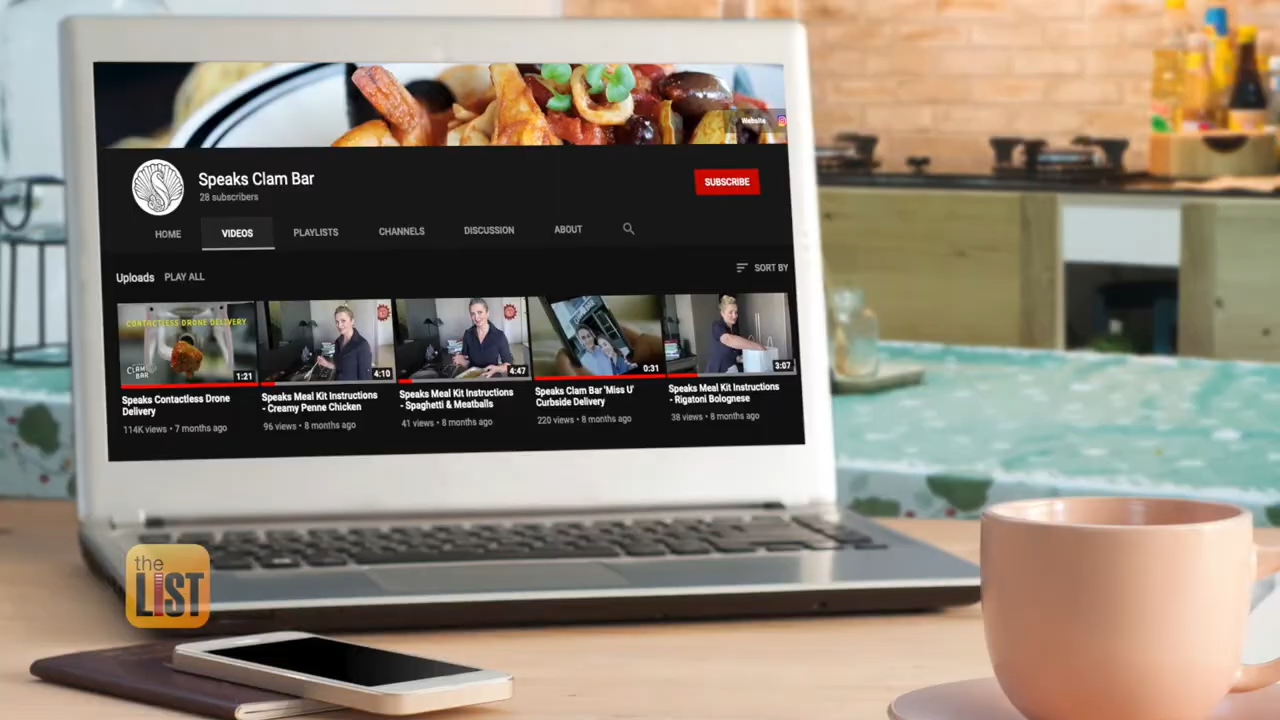 Website
Speaks Clam Bar
28 subscribers
SUBSCRIBE
HOME VIDEOS PLAYLISTS CHANNELS DISCUSSION ABOUT
Uploads PLAY ALL SORT BY
CONTACTLESS DRONE DELIVERY
CLAM
BAR
1:21
4:10
4:47
0:31
3:07
Speaks Contactless Drone
Delivery
114K views • 7 months ago
Speaks Meal Kit Instructions
- Creamy Penne Chicken
96 views • 8 months ago
Speaks Meal Kit Instructions
- Spaghetti & Meatballs
41 views • 8 months ago
Speaks Clam Bar 'Miss U'
Curbside Delivery
220 views • 8 months ago
Speaks Meal Kit Instructions
- Rigatoni Bolognese
38 views • 8 months ago
the
LIST